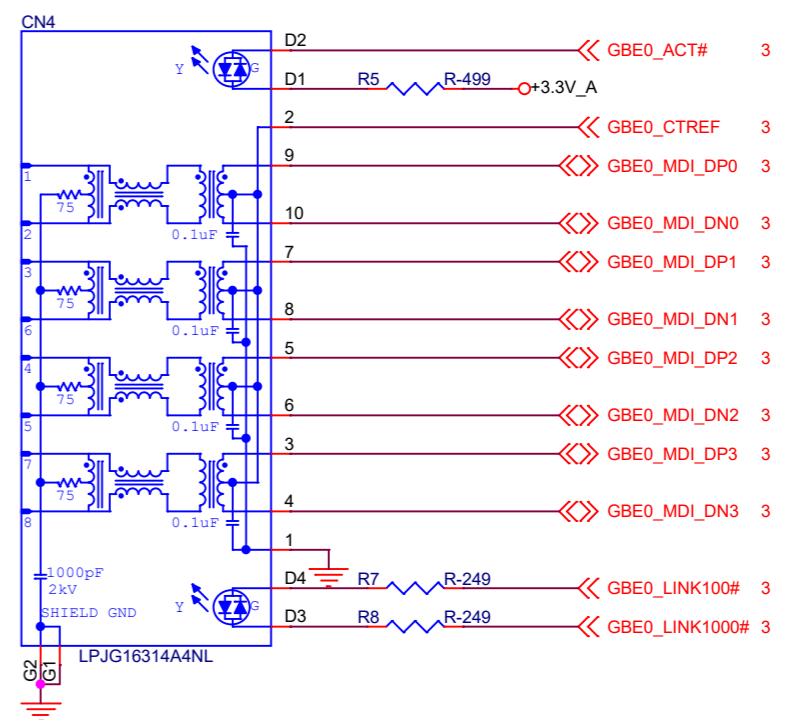 CN4
Y G D2 GBE0_ACT# 3
D1 R5 R-499 +3.3V_A
2 GBE0_CTREF 3
1 9 GBE0_MDI_DP0 3
75
2 0.1uF 10 GBE0_MDI_DN0 3
3 7 GBE0_MDI_DP1 3
75
6 0.1uF 8 GBE0_MDI_DN1 3
4 5 GBE0_MDI_DP2 3
75
5 0.1uF 6 GBE0_MDI_DN2 3
7 3 GBE0_MDI_DP3 3
75
8 0.1uF 4 GBE0_MDI_DN3 3
1
1000pF D4 R7 R-249 GBE0_LINK100# 3
2kV
Y G
SHIELD GND D3 R8 R-249 GBE0_LINK1000# 3
LPJG16314A4NL
G2 G1